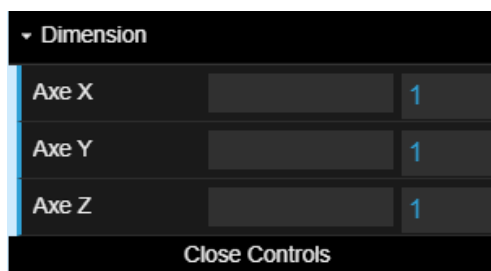 Dimension
Axe X 1
Axe Y 1
Axe Z 1
Close Controls